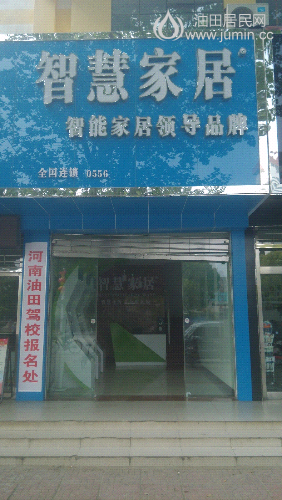 油田居民网
www.jumin.cc
智慧家居
智能家居领导品牌
全国连锁 0556
智慧家居
河南油田驾校报名处